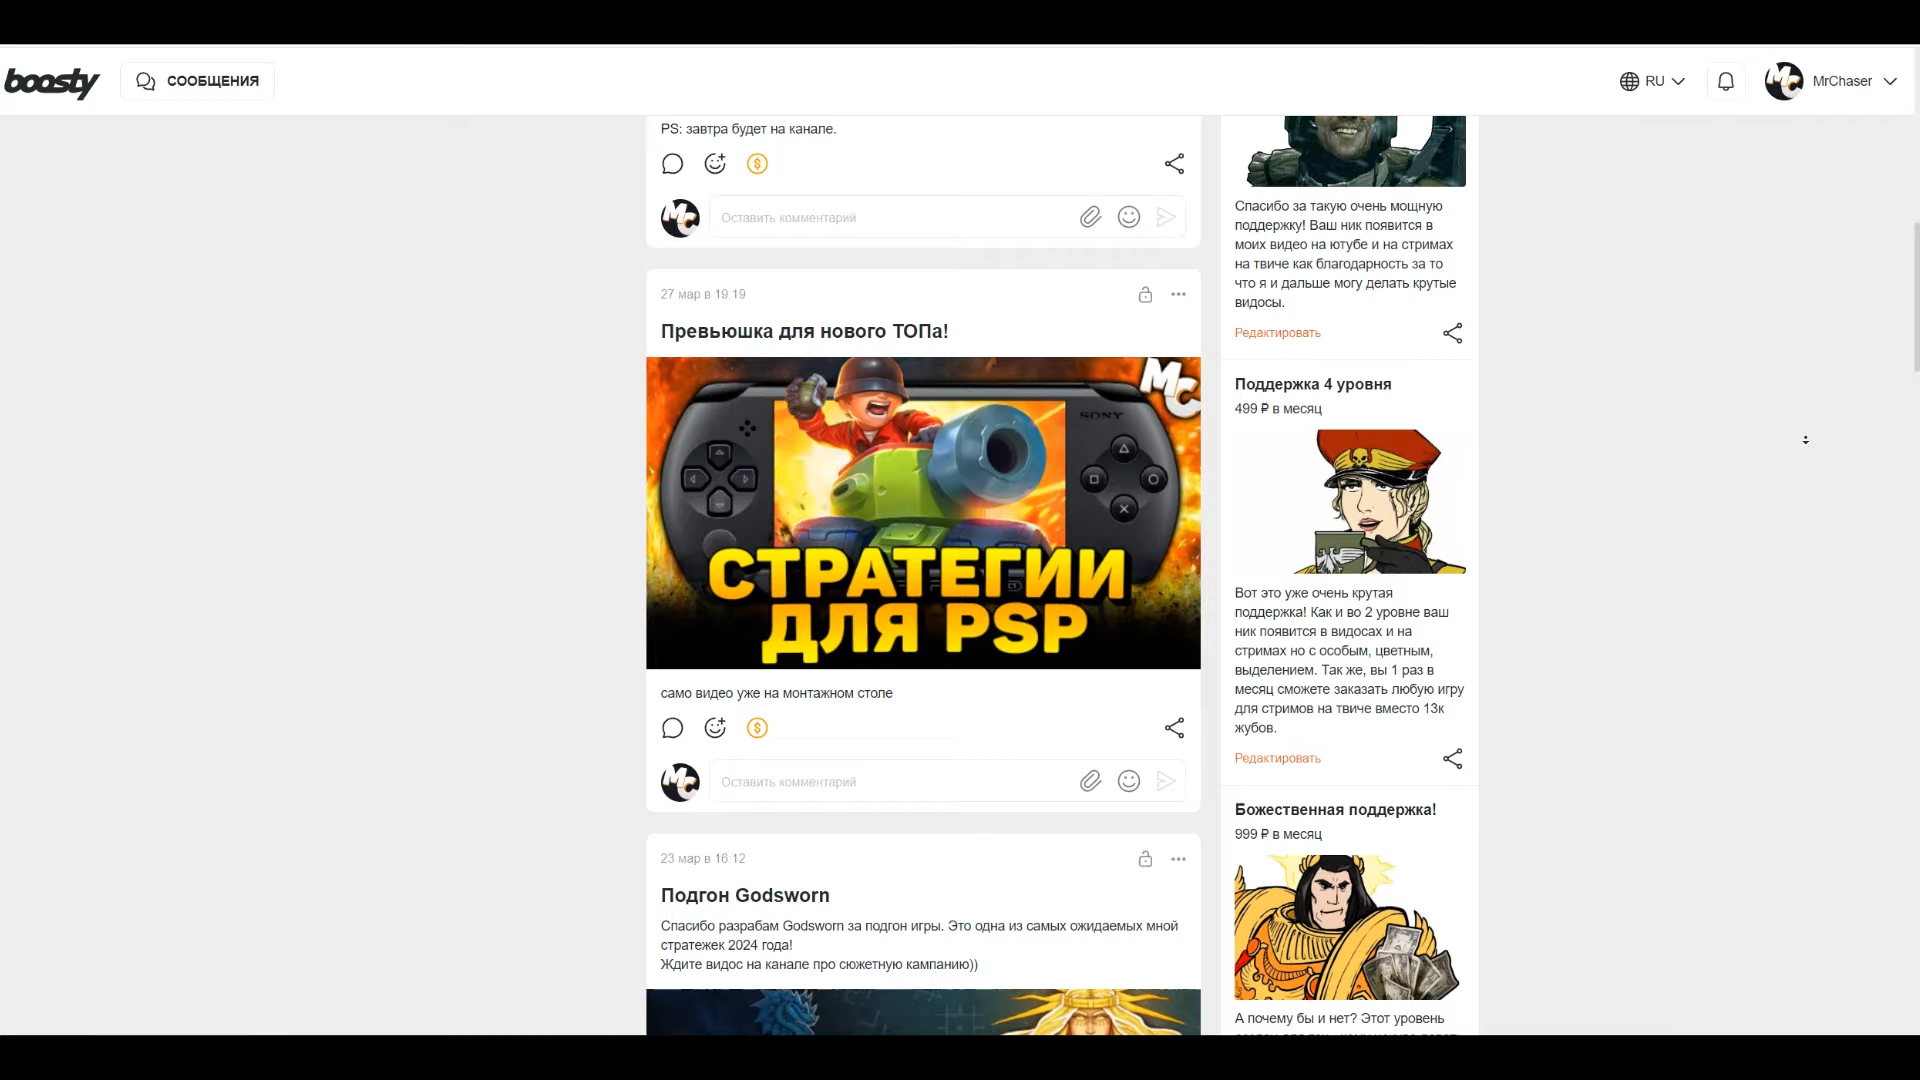 boosty
СООБЩЕНИЯ
RU
MrChaser
PS: завтра будет на канале.
Оставить комментарий
27 мар в 19:19
Превьюшка для нового ТОПа!
MC
SONY
СТРАТЕГИИ
ДЛЯ PSP
само видео уже на монтажном столе
Оставить комментарий
23 мар в 16:12
Подгон Godsworn
Спасибо разрабам Godsworn за подгон игры. Это одна из самых ожидаемых мной
стратежек 2024 года!
Ждите видос на канале про сюжетную кампанию))
Спасибо за такую очень мощную
поддержку! Ваш ник появится в
моих видео на ютубе и на стримах
на твиче как благодарность за то
что я и дальше могу делать крутые
видосы.
Редактировать
Поддержка 4 уровня
499 ₽ в месяц
Вот это уже очень крутая
поддержка! Как и во 2 уровне ваш
ник появится в видосах и на
стримах но с особым, цветным,
выделением. Так же, вы 1 раз в
месяц сможете заказать любую игру
для стримов на твиче вместо 13к
жубов.
Редактировать
Божественная поддержка!
999 ₽ в месяц
А почему бы и нет? Этот уровень